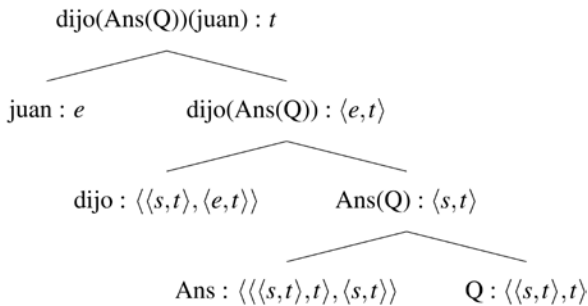 dijo(Ans(Q))(juan) : t
juan : e dijo(Ans(Q)) : ⟨e,t⟩
dijo : ⟨⟨s,t⟩,⟨e,t⟩⟩ Ans(Q) : ⟨s,t⟩
Ans : ⟨⟨⟨s,t⟩,t⟩,⟨s,t⟩⟩ Q : ⟨⟨s,t⟩,t⟩